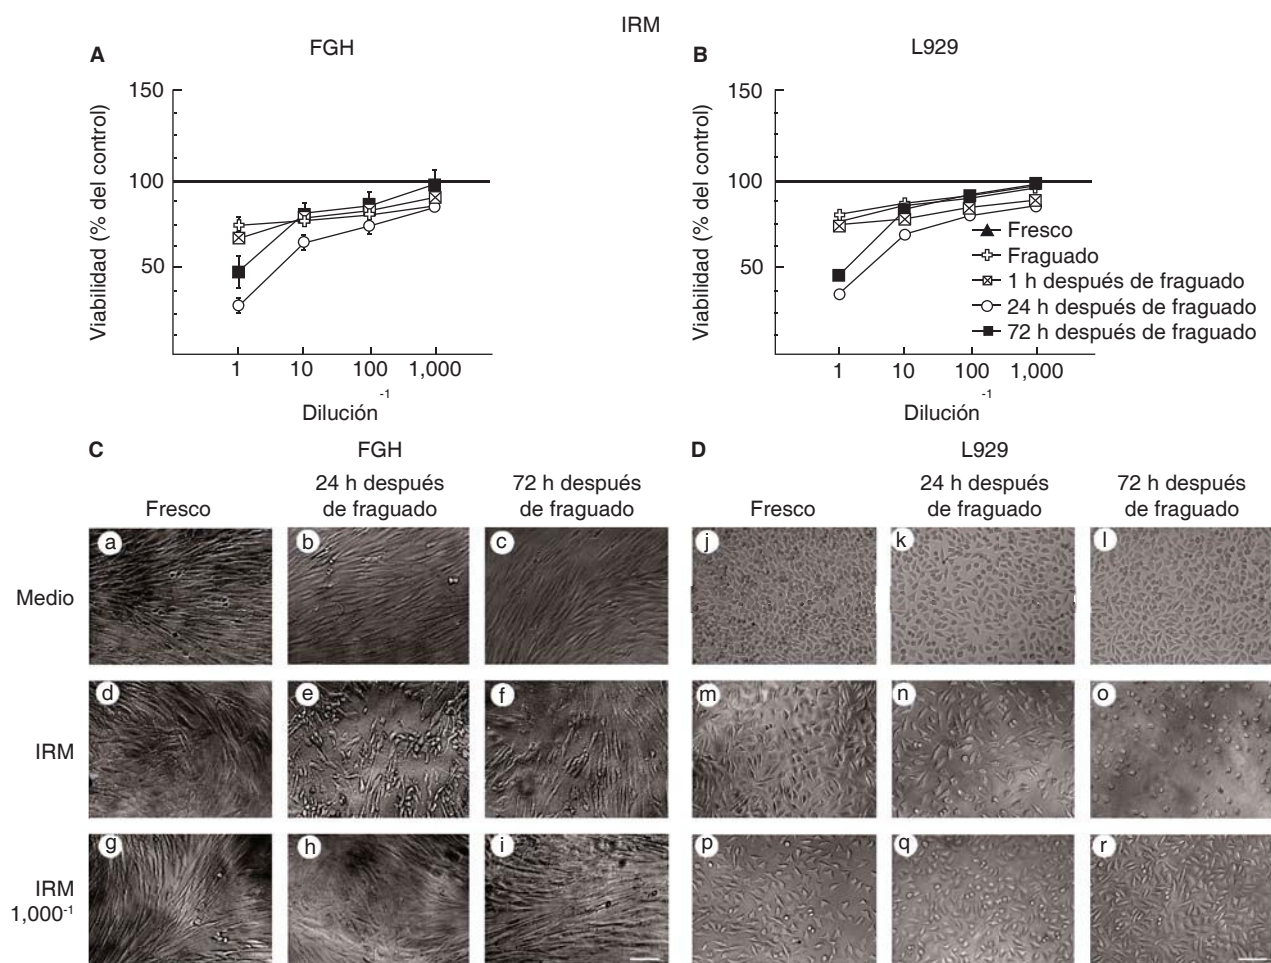 IRM
A
FGH
Viabilidad (% del control)
150
100
50
1
10
100
1,000
Dilución-1
B
L929
Viabilidad (% del control)
150
100
50
1
10
100
1,000
Dilución-1
Fresco
Fraguado
1 h después de fraguado
24 h después de fraguado
72 h después de fraguado
C
FGH
Fresco
24 h después
de fraguado
72 h después
de fraguado
D
L929
Fresco
24 h después
de fraguado
72 h después
de fraguado
Medio
a
b
c
j
k
l
IRM
d
e
f
m
n
o
IRM
1,000-1
g
h
i
p
q
r